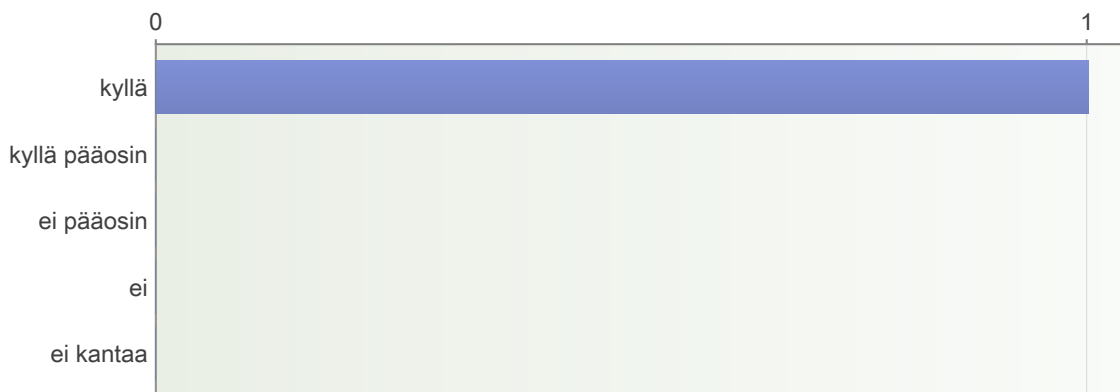 0 1
kyllä
kyllä pääosin
ei pääosin
ei
ei kantaa